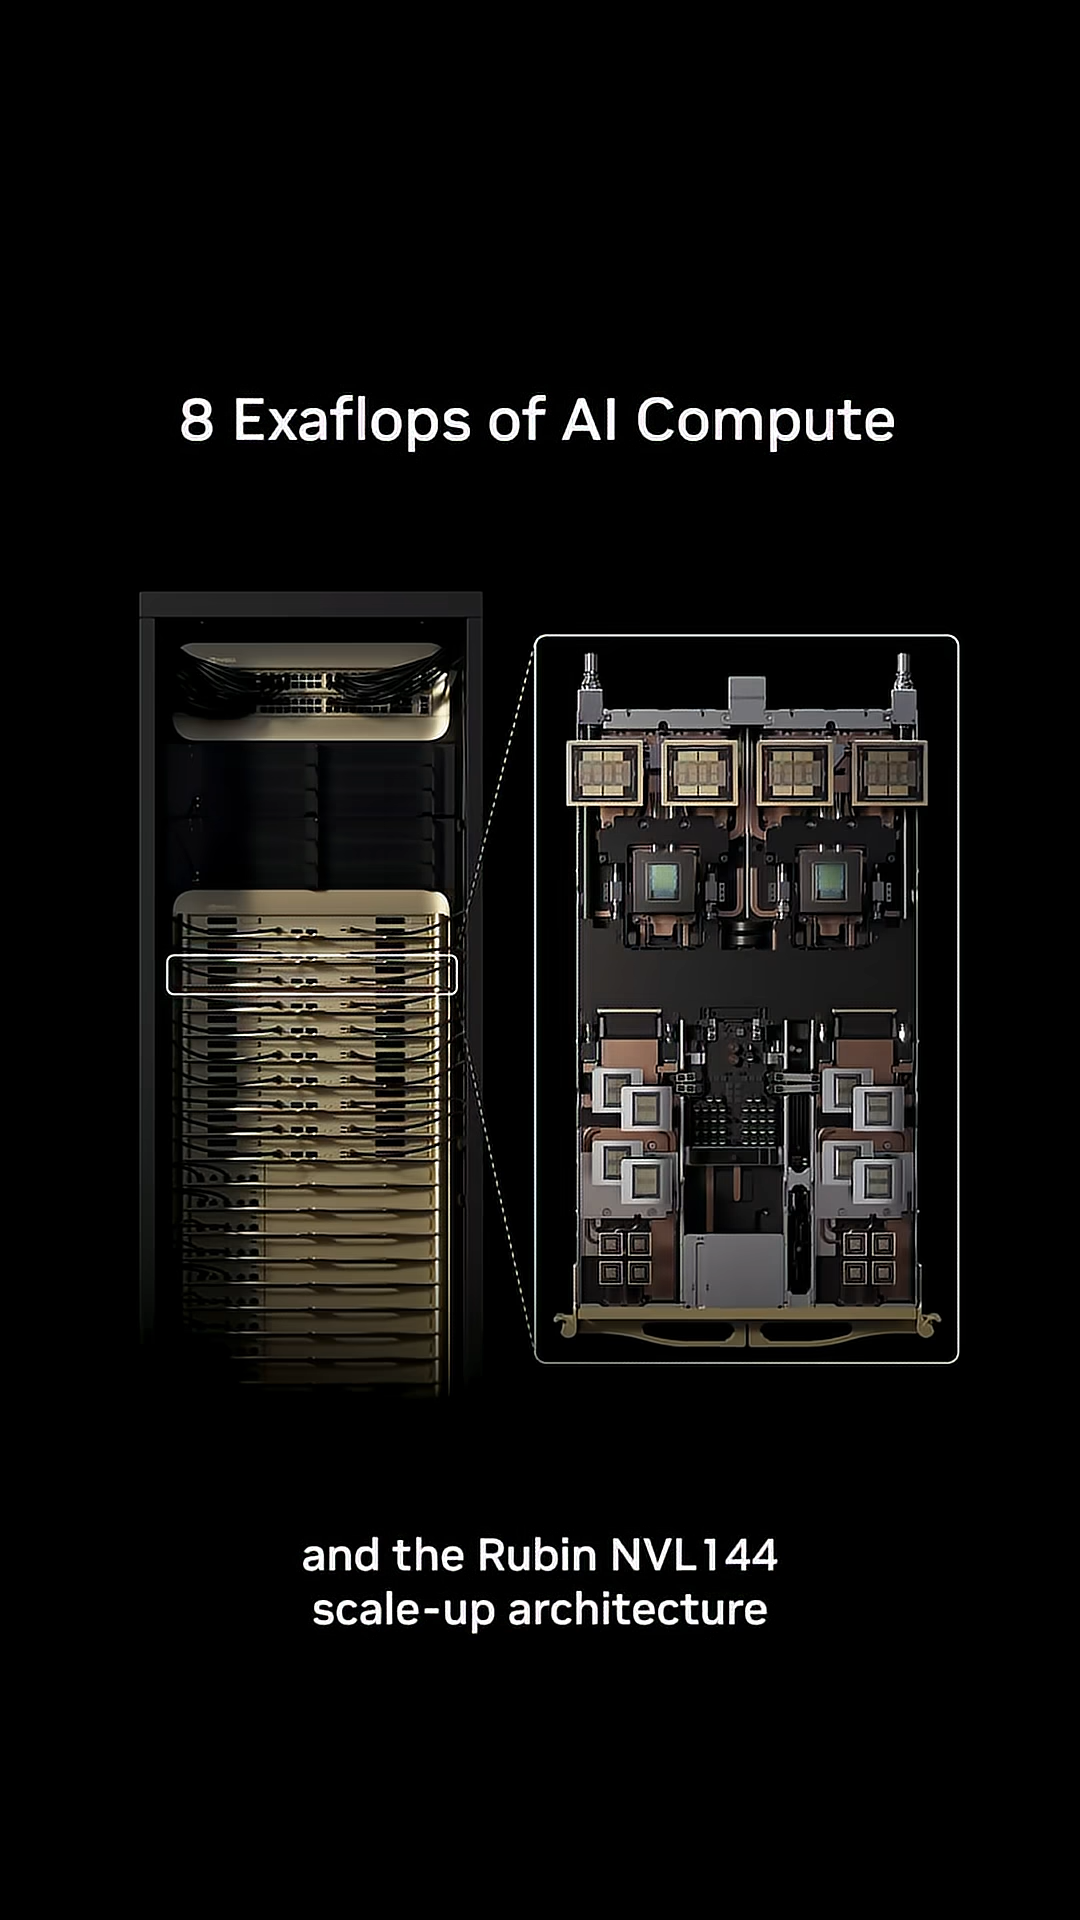 8 Exaflops of AI Compute
and the Rubin NVL144
scale-up architecture